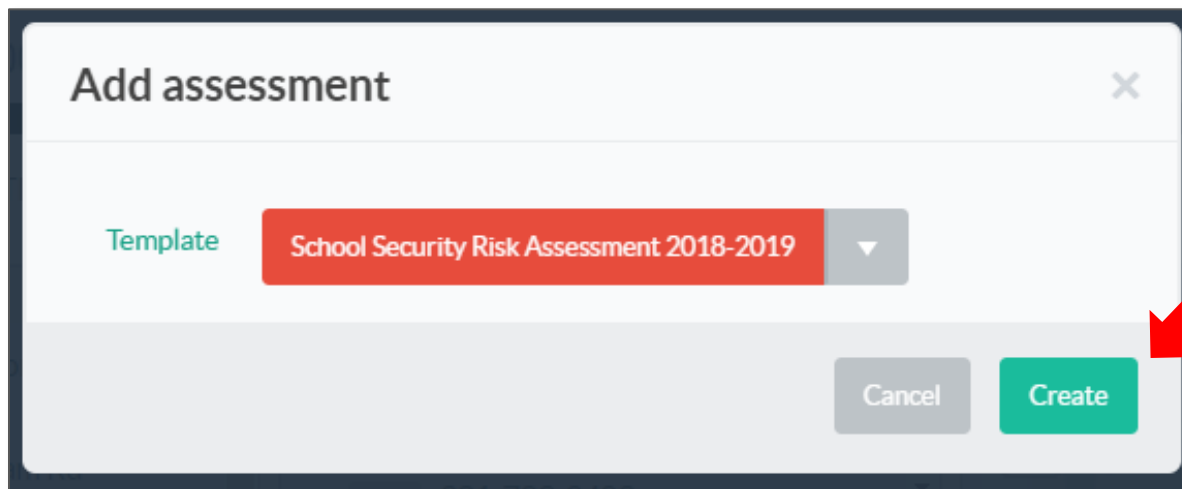 Add assessment
×
Template
School Security Risk Assessment 2018-2019
Cancel
Create